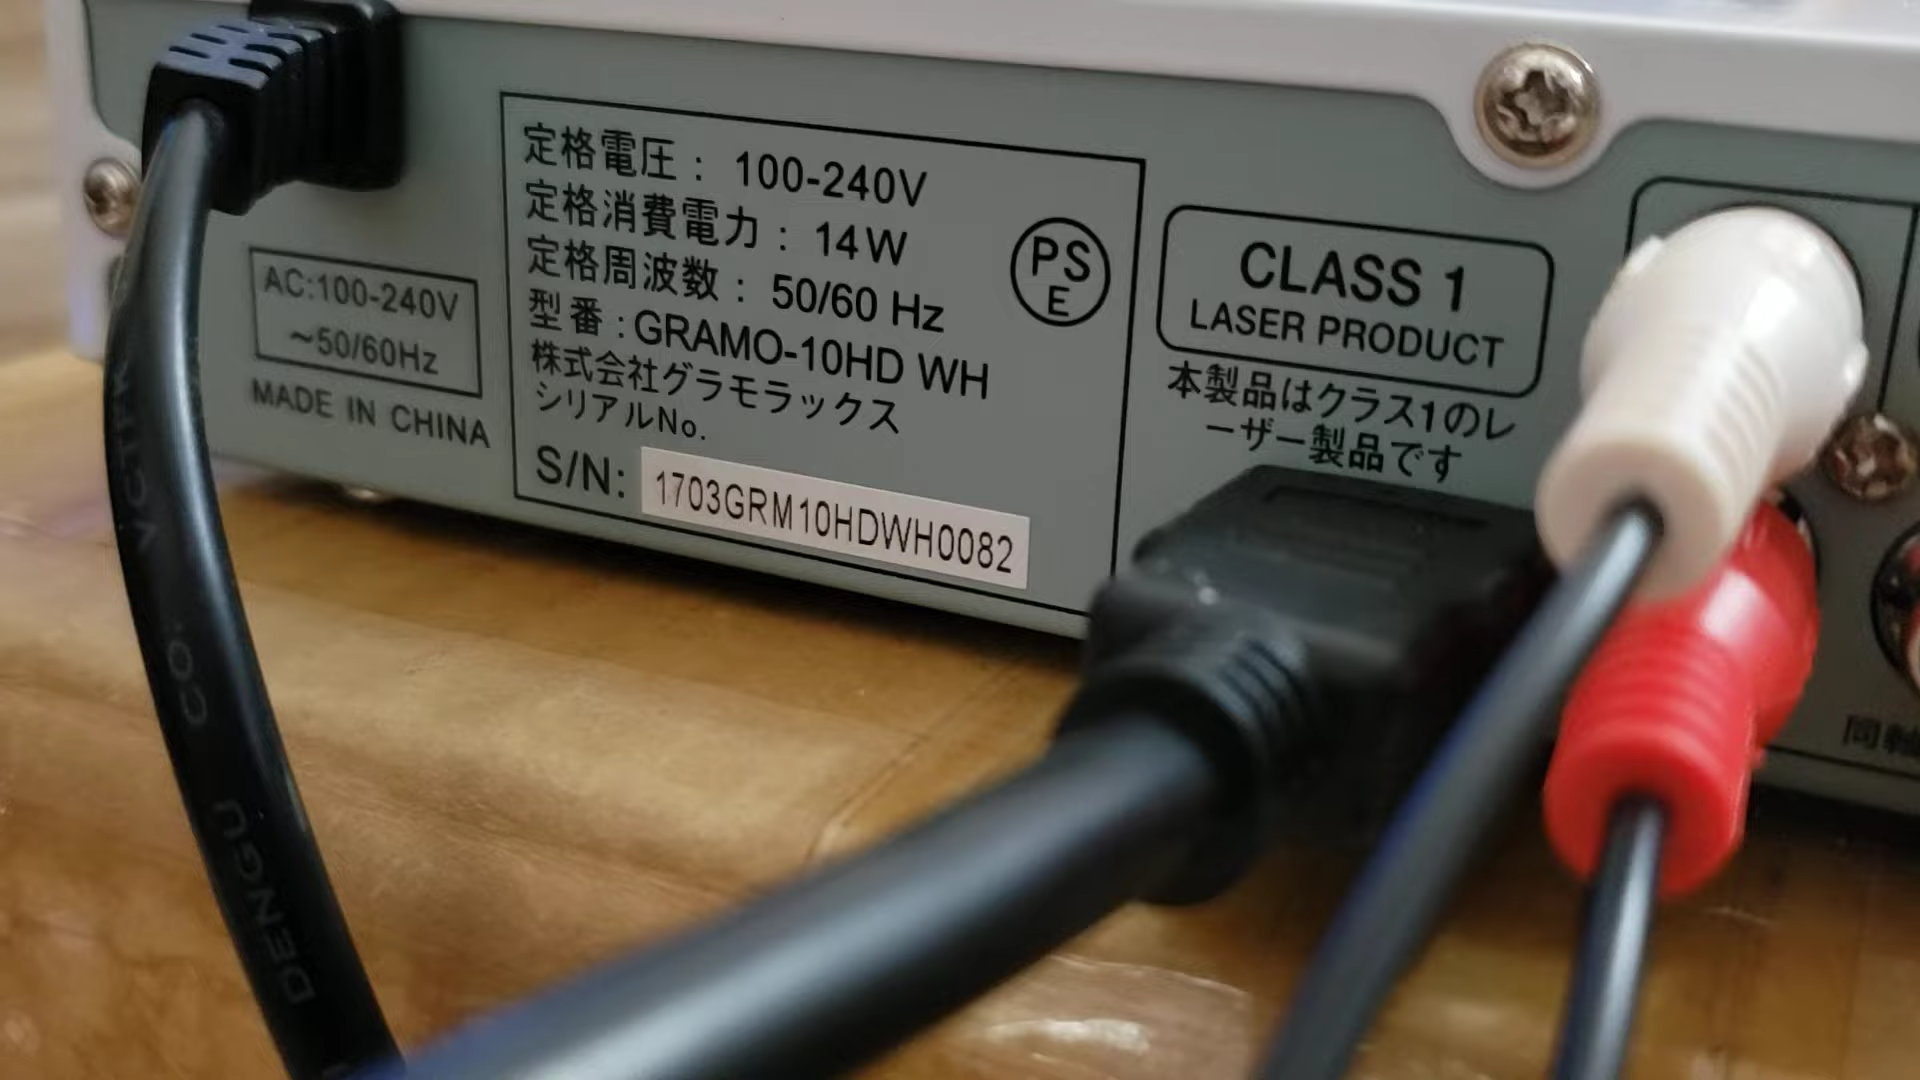 AC:100-240V
～50/60Hz
MADE IN CHINA
定格電圧： 100-240V
定格消費電力： 14W
定格周波数： 50/60 Hz
型番:GRAMO-10HD WH
株式会社グラモラックス
シリアルNo.
S/N: 1703GRM10HDWH0082
PS
E
CLASS 1
LASER PRODUCT
本製品はクラス1のレ
ーザー製品です
同軸
CO.
DENGU